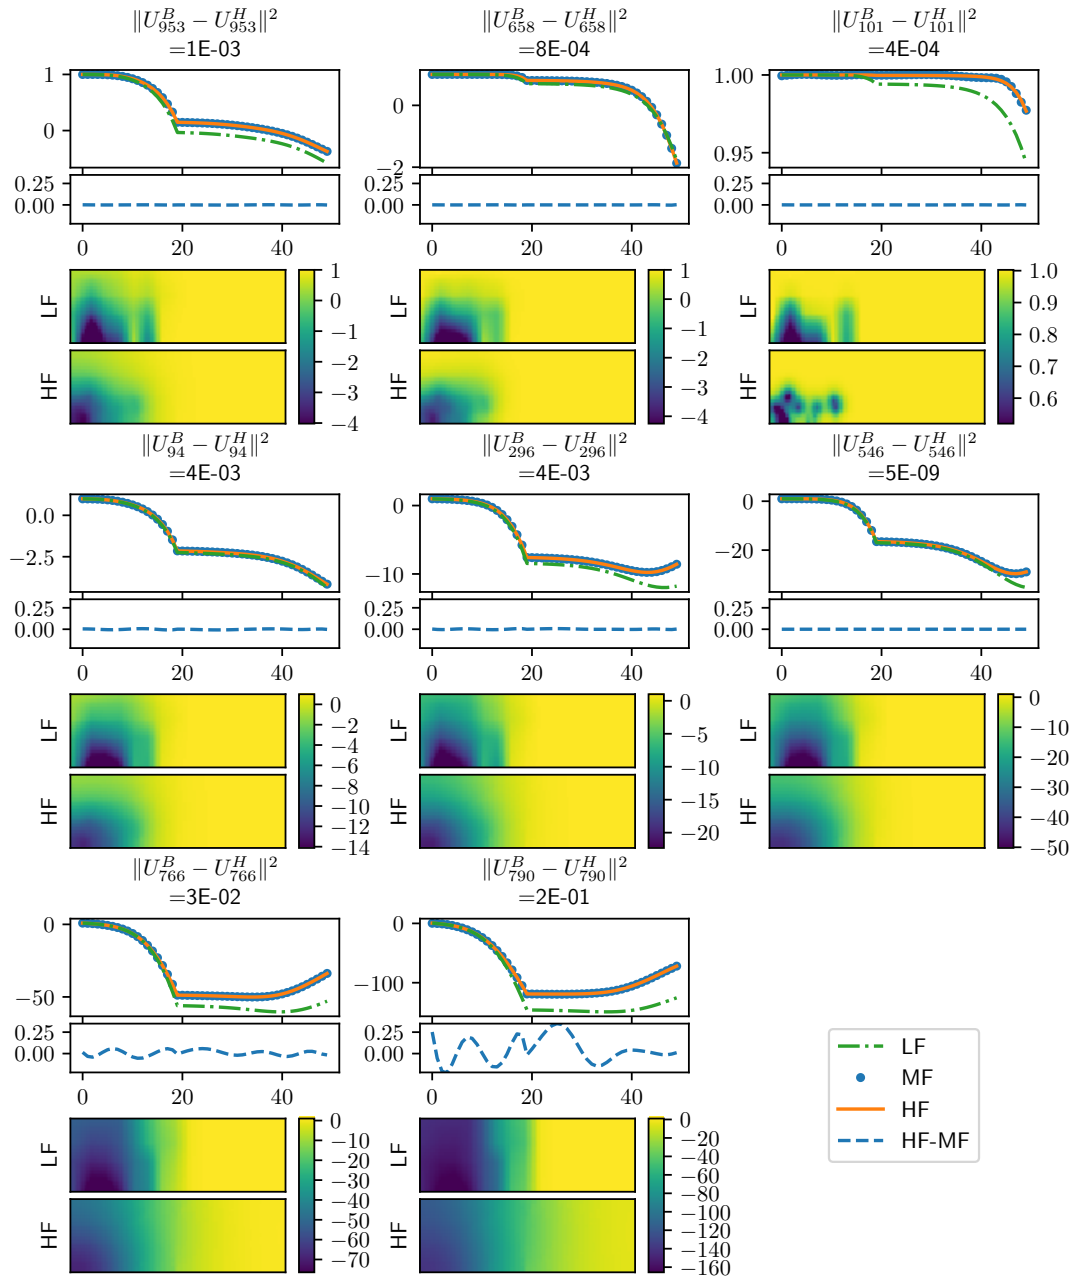 ‖U^B_953 − U^H_953‖²
=1E-03
‖U^B_658 − U^H_658‖²
=8E-04
‖U^B_101 − U^H_101‖²
=4E-04
1
0
0
−2
1.00
0.95
0.25
0.00
0.25
0.00
0.25
0.00
0 20 40
0 20 40
0 20 40
LF
HF
1
0
−1
−2
−3
−4
LF
HF
1
0
−1
−2
−3
−4
LF
HF
1.0
0.9
0.8
0.7
0.6
‖U^B_94 − U^H_94‖²
=4E-03
‖U^B_296 − U^H_296‖²
=4E-03
‖U^B_546 − U^H_546‖²
=5E-09
0.0
−2.5
0
−10
0
−20
0.25
0.00
0.25
0.00
0.25
0.00
0 20 40
0 20 40
0 20 40
LF
HF
0
−2
−4
−6
−8
−10
−12
−14
LF
HF
0
−5
−10
−15
−20
LF
HF
0
−10
−20
−30
−40
−50
‖U^B_766 − U^H_766‖²
=3E-02
‖U^B_790 − U^H_790‖²
=2E-01
0
−50
0
−100
0.25
0.00
0.25
0.00
0 20 40
0 20 40
LF
HF
0
−10
−20
−30
−40
−50
−60
−70
LF
HF
0
−20
−40
−60
−80
−100
−120
−140
−160
LF
MF
HF
HF-MF